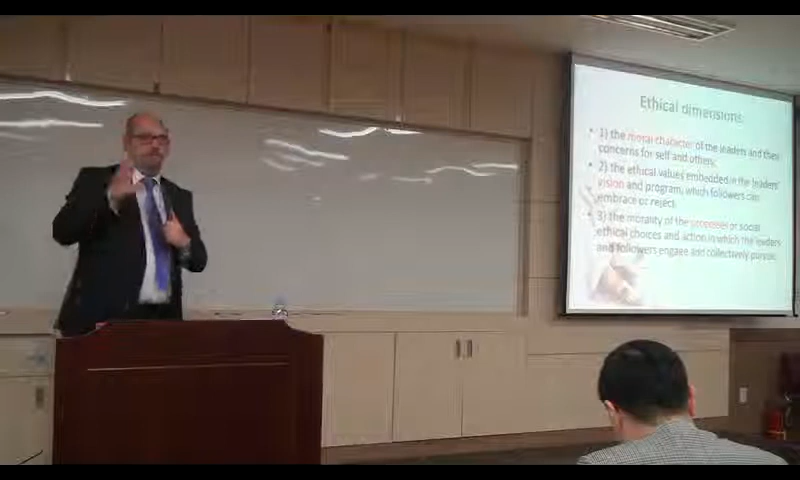 Ethical dimensions:
• 1) the moral character of the leaders and their
concerns for self and others;
• 2) the ethical values embedded in the leaders'
vision and program, which followers can
embrace or reject.
• 3) the morality of the processes or social
ethical choices and action in which the leaders
and followers engage and collectively pursue.